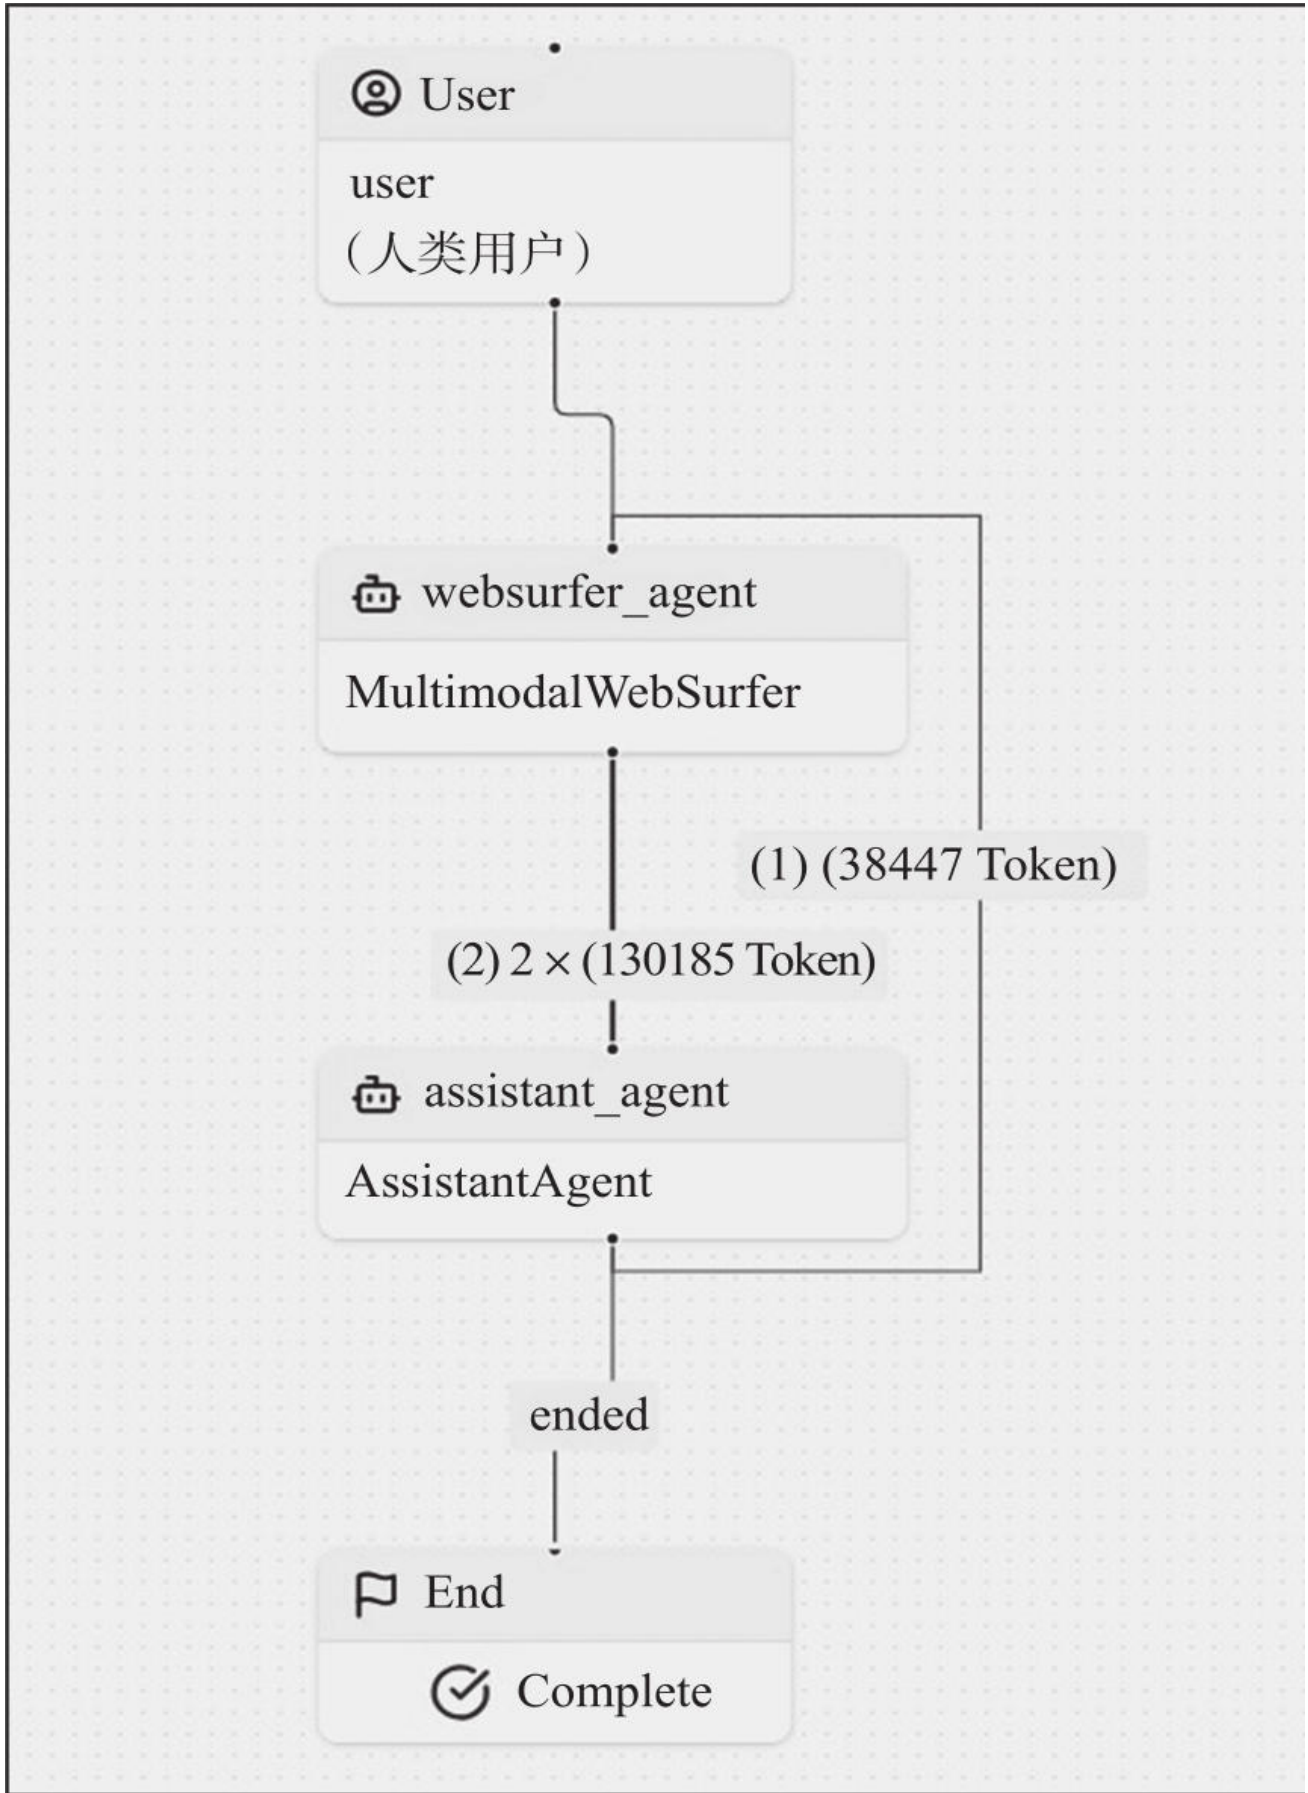 User
user
（人类用户）
websurfer_agent
MultimodalWebSurfer
(1) (38447 Token)
(2) 2 × (130185 Token)
assistant_agent
AssistantAgent
ended
End
Complete